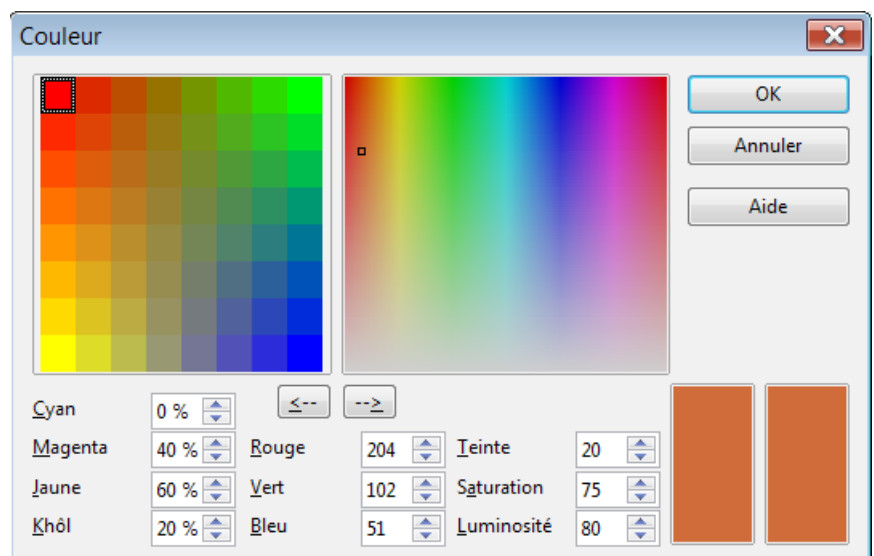 Couleur
OK
Annuler
Aide
<-- -->
Cyan 0 %
Magenta 40 % Rouge 204 Teinte 20
Jaune 60 % Vert 102 Saturation 75
Khôl 20 % Bleu 51 Luminosité 80